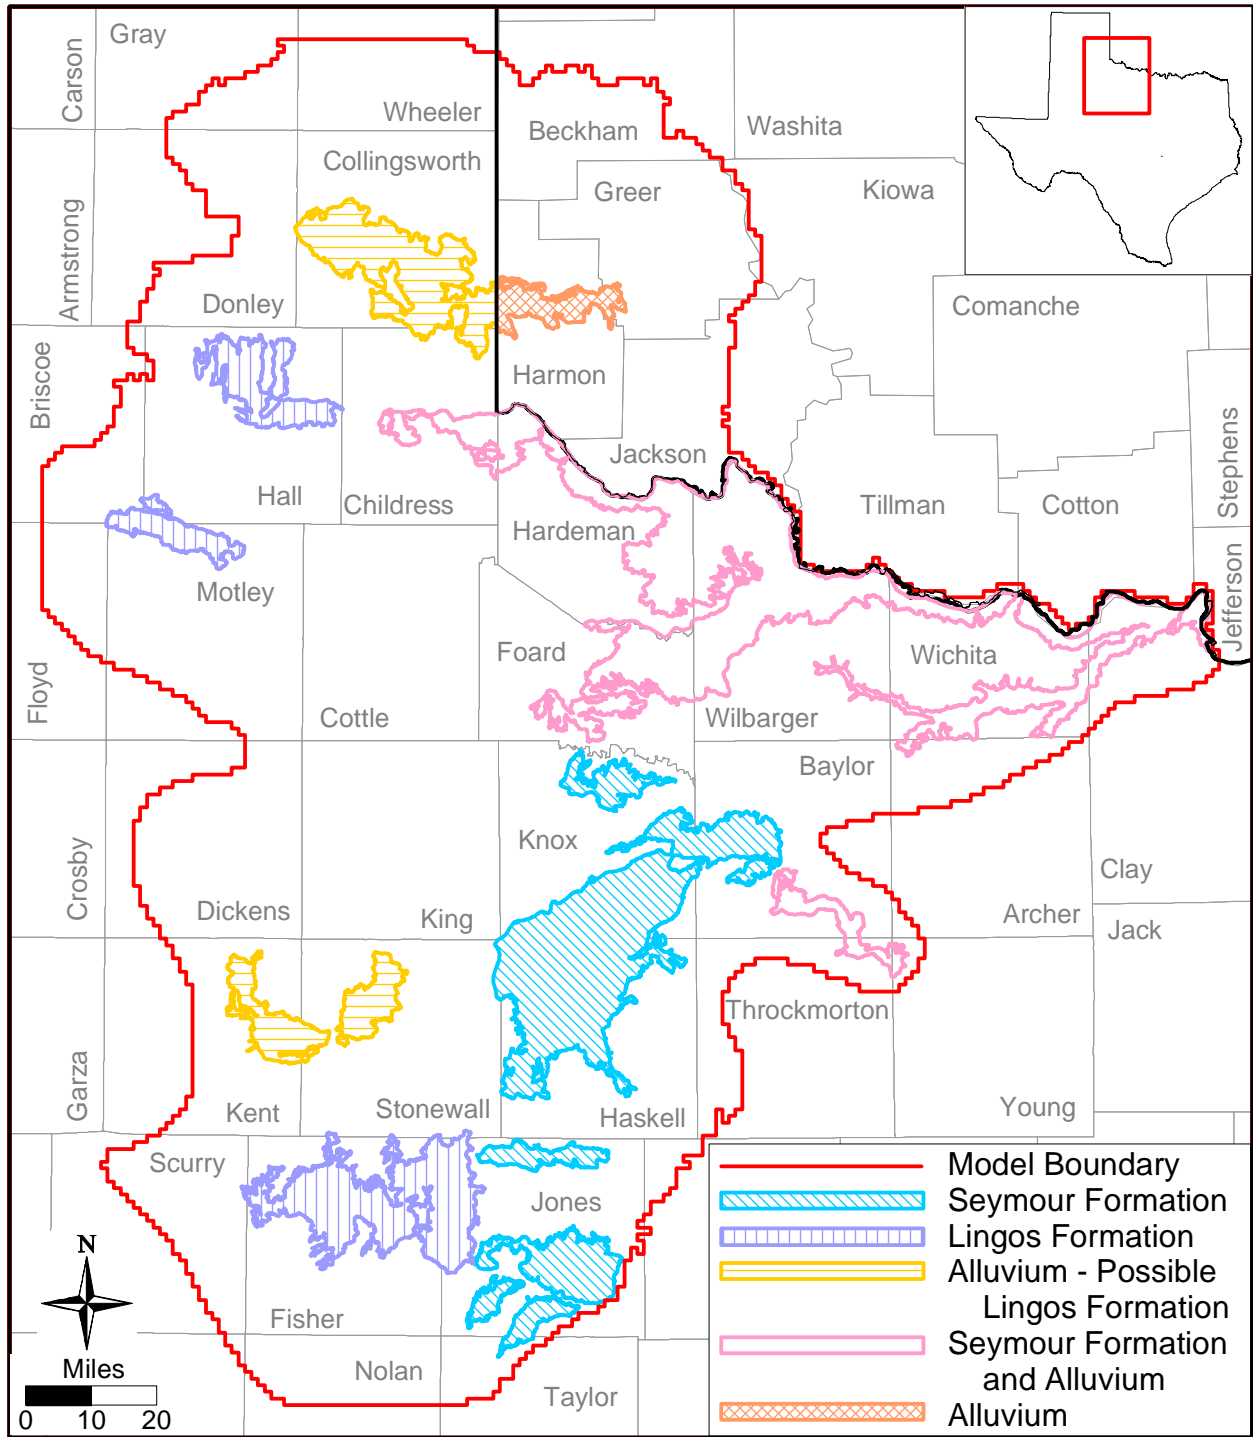 Gray
Carson
Wheeler
Beckham
Washita
Collingsworth
Greer
Kiowa
Armstrong
Donley
Comanche
Briscoe
Harmon
Jackson
Stephens
Hall
Childress
Tillman
Cotton
Hardeman
Motley
Jefferson
Foard
Wichita
Floyd
Cottle
Wilbarger
Baylor
Knox
Crosby
Clay
Dickens
King
Archer
Jack
Throckmorton
Garza
Kent
Stonewall
Haskell
Young
Scurry
Jones
Fisher
Nolan
Taylor
N
Miles
0 10 20
Model Boundary
Seymour Formation
Lingos Formation
Alluvium - Possible
Lingos Formation
Seymour Formation
and Alluvium
Alluvium